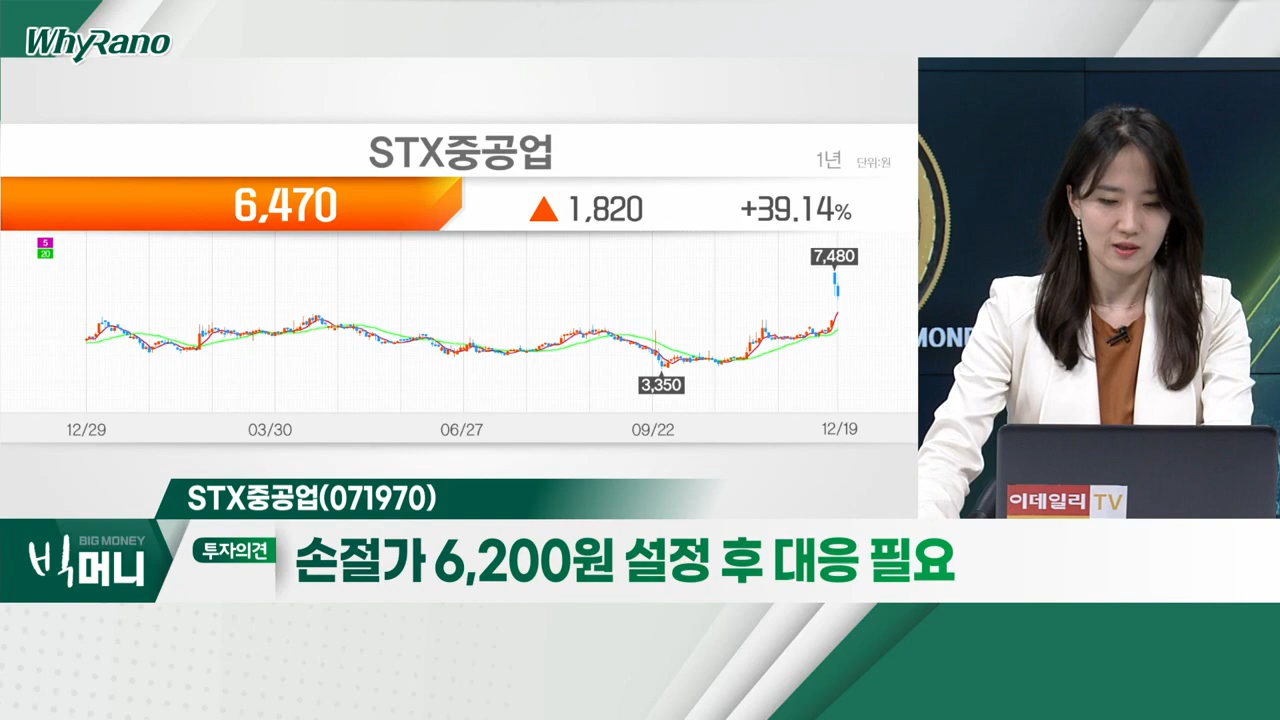 WhyRano
STX중공업
1년 단위:원
6,470 ▲ 1,820 +39.14%
5
20
7,480
3,350
12/29 03/30 06/27 09/22 12/19
MOND
이데일리 TV
STX중공업(071970)
BIG MONEY
빅머니
투자의견
손절가 6,200원 설정 후 대응 필요